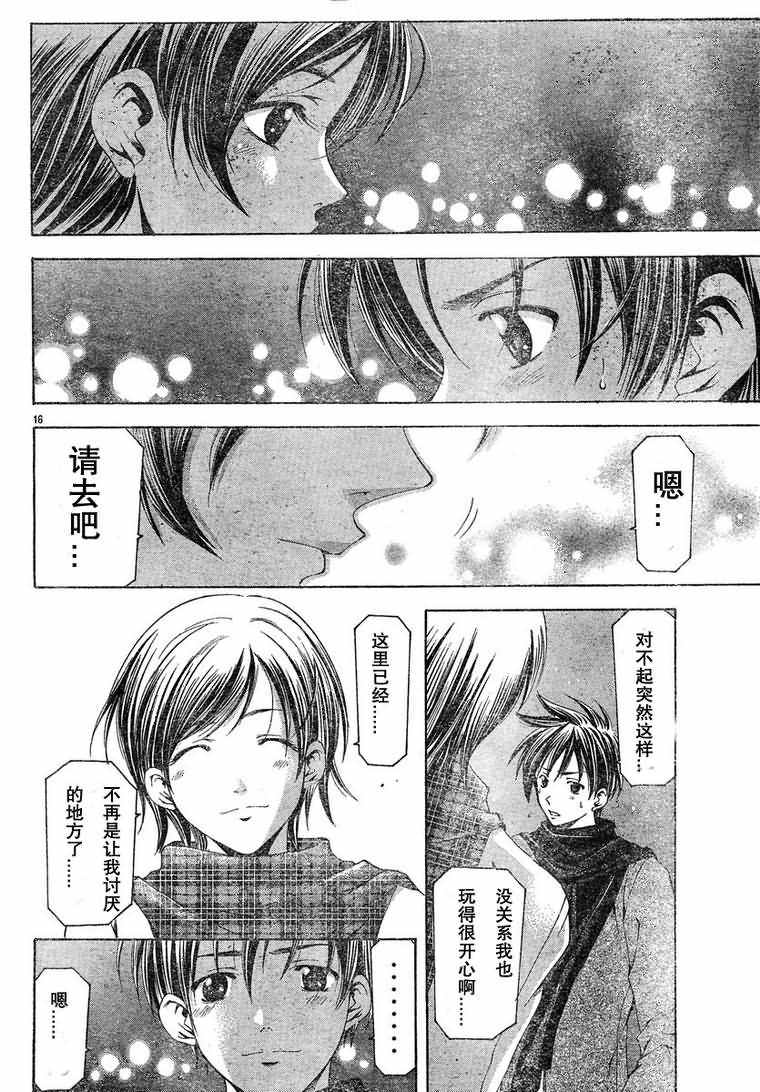 16
嗯…
请去吧…
对不起突然这样……
没关系我也
玩得很开心啊……
这里已经……
不再是让我讨厌
的地方了……
………
嗯……